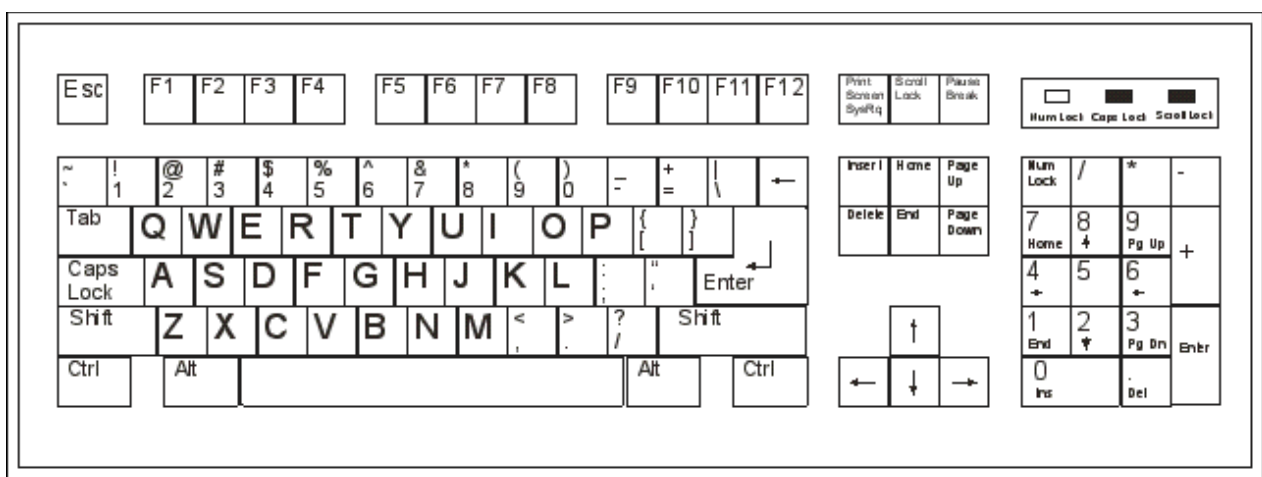 Esc F1 F2 F3 F4 F5 F6 F7 F8 F9 F10 F11 F12
Print Screen SysRq
Scroll Lock
Pause Break
Num Lock Caps Lock Scroll Lock
~ ` ! 1 @ 2 # 3 $ 4 % 5 ^ 6 & 7 * 8 ( 9 ) 0 _ - + = | \ ←
Tab Q W E R T Y U I O P { [ } ]
Caps Lock A S D F G H J K L : ; " ' Enter
Shift Z X C V B N M < , > . ? / Shift
Ctrl Alt Alt Ctrl
Insert Home Page Up
Delete End Page Down
↑
← ↓ →
Num Lock / * -
7 Home 8 9 Pg Up +
4 ← 5 6 ←
1 End 2 3 Pg Dn Enter
0 Ins . Del